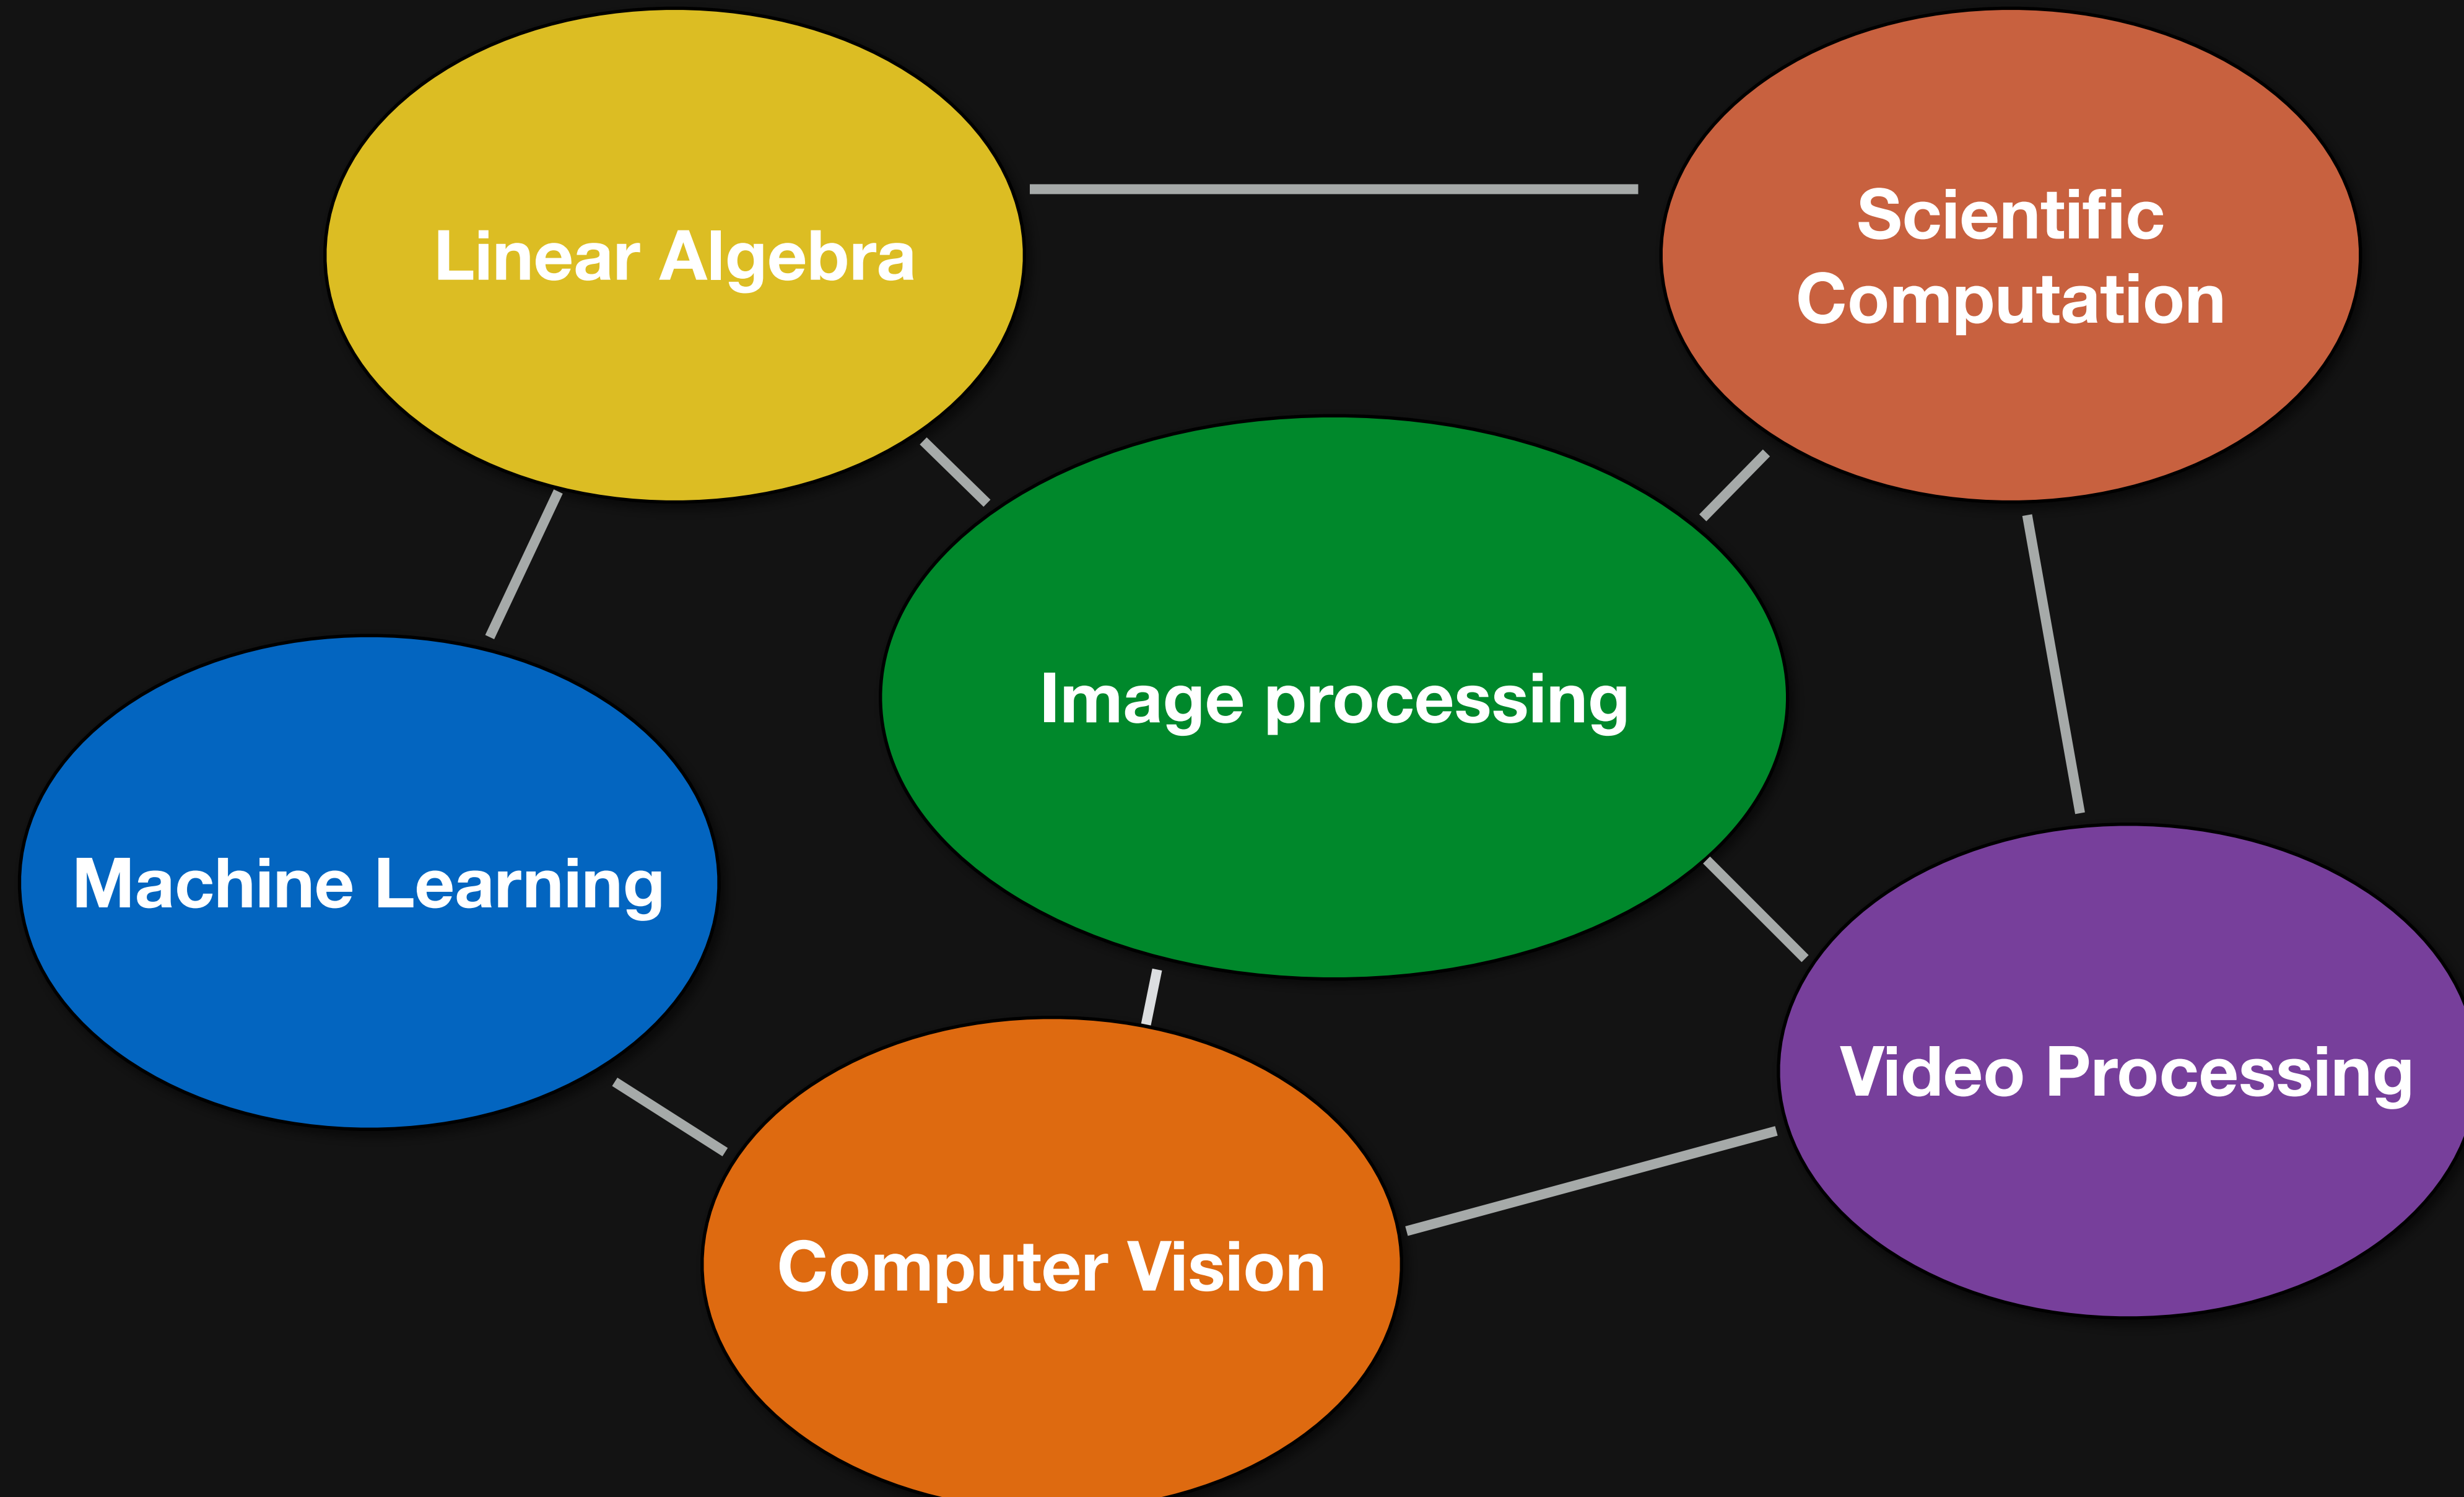 Linear Algebra
Scientific
Computation
Image processing
Machine Learning
Video Processing
Computer Vision